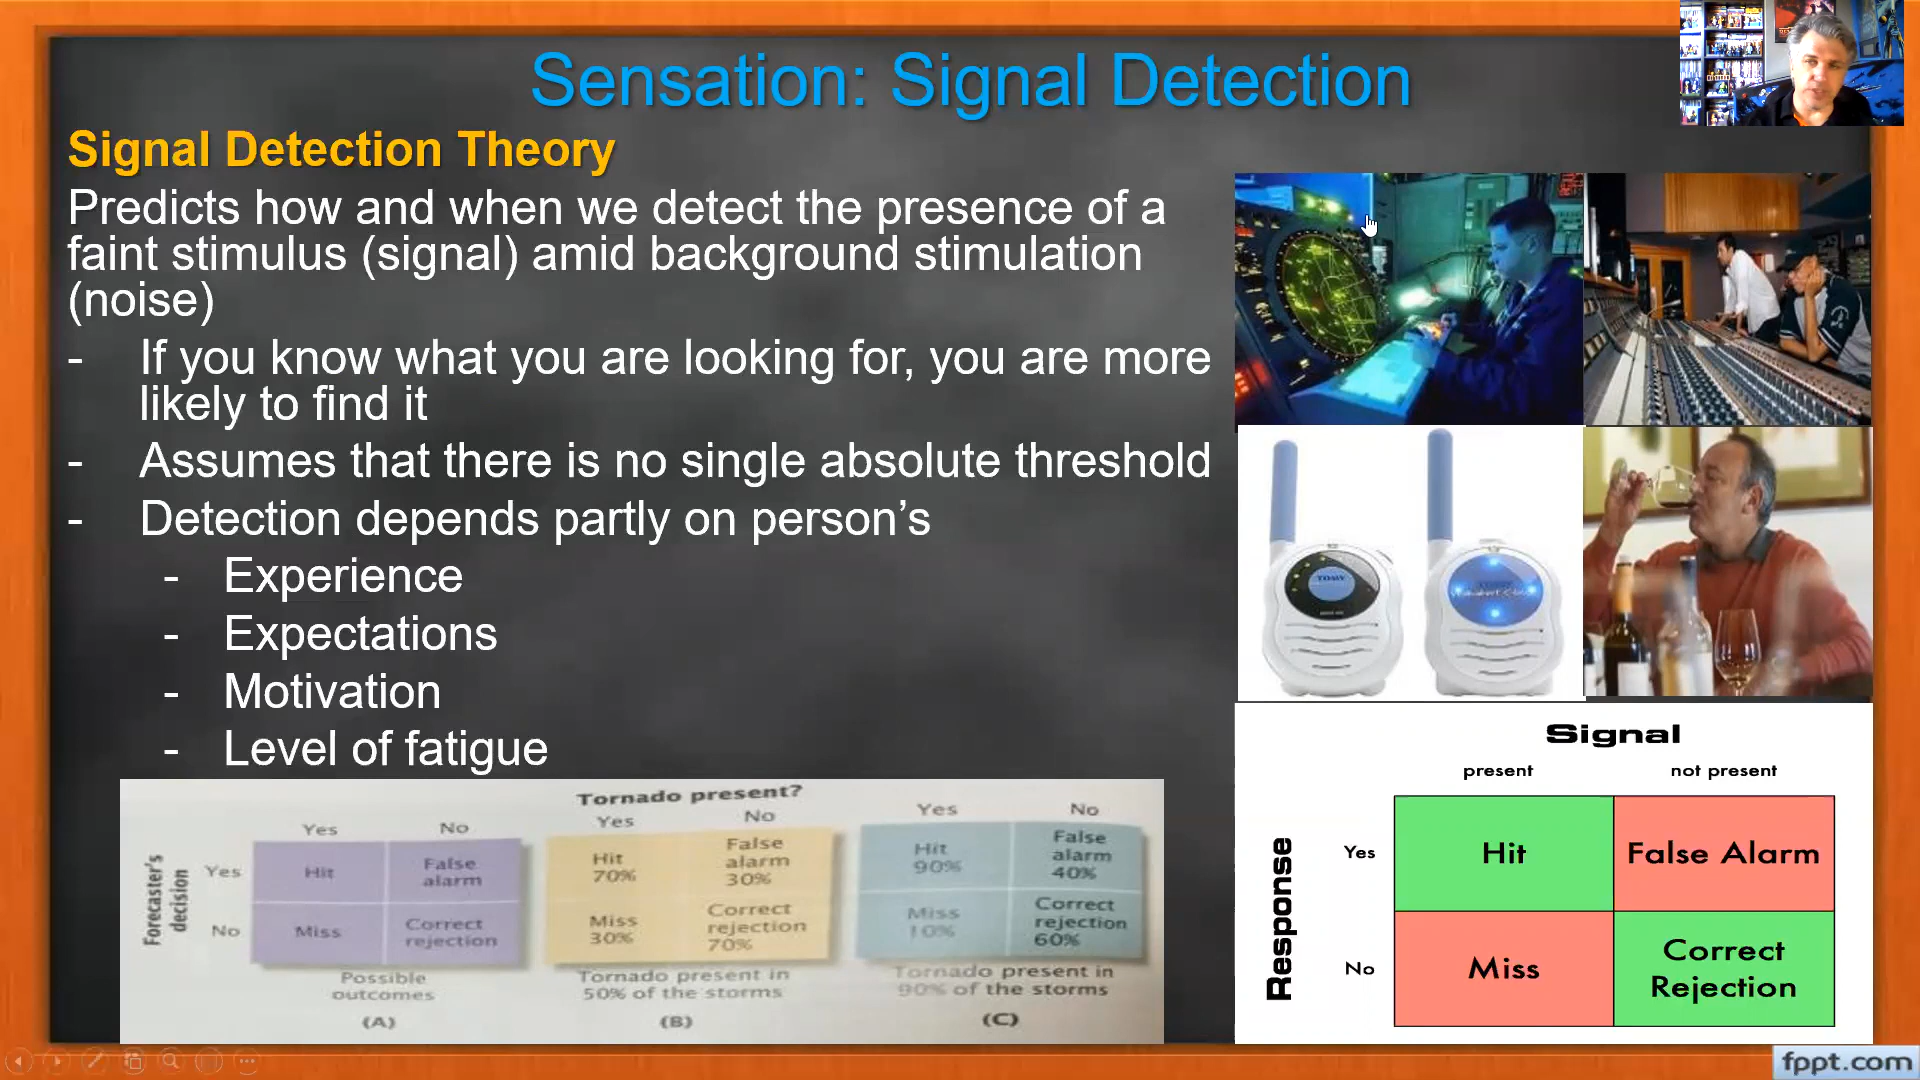 Sensation: Signal Detection
Signal Detection Theory
Predicts how and when we detect the presence of a
faint stimulus (signal) amid background stimulation
(noise)
- If you know what you are looking for, you are more
likely to find it
- Assumes that there is no single absolute threshold
- Detection depends partly on person’s
- Experience
- Expectations
- Motivation
- Level of fatigue
Tornado present?
Yes No Yes No Yes No
Forecaster's
decision
Yes
No
Hit
False
alarm
Miss
Correct
rejection
Possible
outcomes
(A)
Hit
70%
False
alarm
30%
Miss
30%
Correct
rejection
70%
Tornado present in
50% of the storms
(B)
Hit
90%
False
alarm
40%
Miss
10%
Correct
rejection
60%
Tornado present in
90% of the storms
(C)
TOMY
Signal
present not present
Response
Yes
Hit
False Alarm
No
Miss
Correct
Rejection
fppt.com